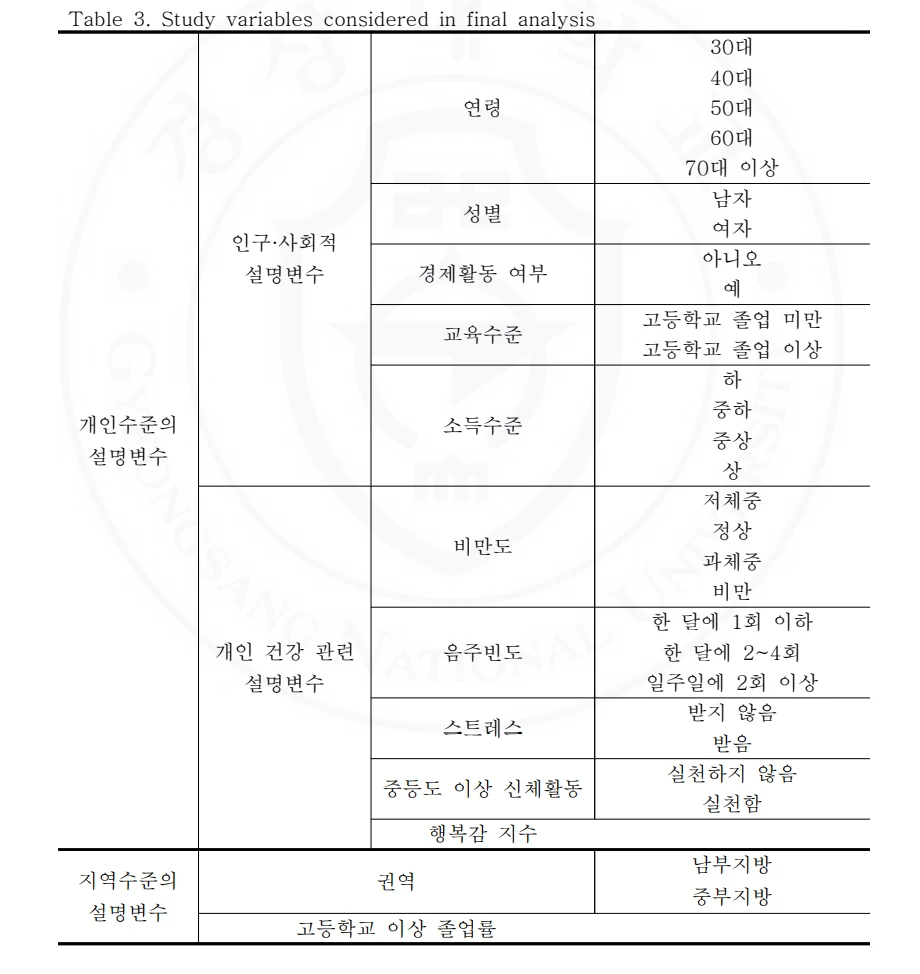 Table 3. Study variables considered in final analysis
개인수준의
설명변수
인구·사회적
설명변수
연령
30대
40대
50대
60대
70대 이상
성별
남자
여자
경제활동 여부
아니오
예
교육수준
고등학교 졸업 미만
고등학교 졸업 이상
소득수준
하
중하
중상
상
개인 건강 관련
설명변수
비만도
저체중
정상
과체중
비만
음주빈도
한 달에 1회 이하
한 달에 2~4회
일주일에 2회 이상
스트레스
받지 않음
받음
중등도 이상 신체활동
실천하지 않음
실천함
행복감 지수
지역수준의
설명변수
권역
남부지방
중부지방
고등학교 이상 졸업률
GYEONGSANG NATIONAL UNIVERSITY